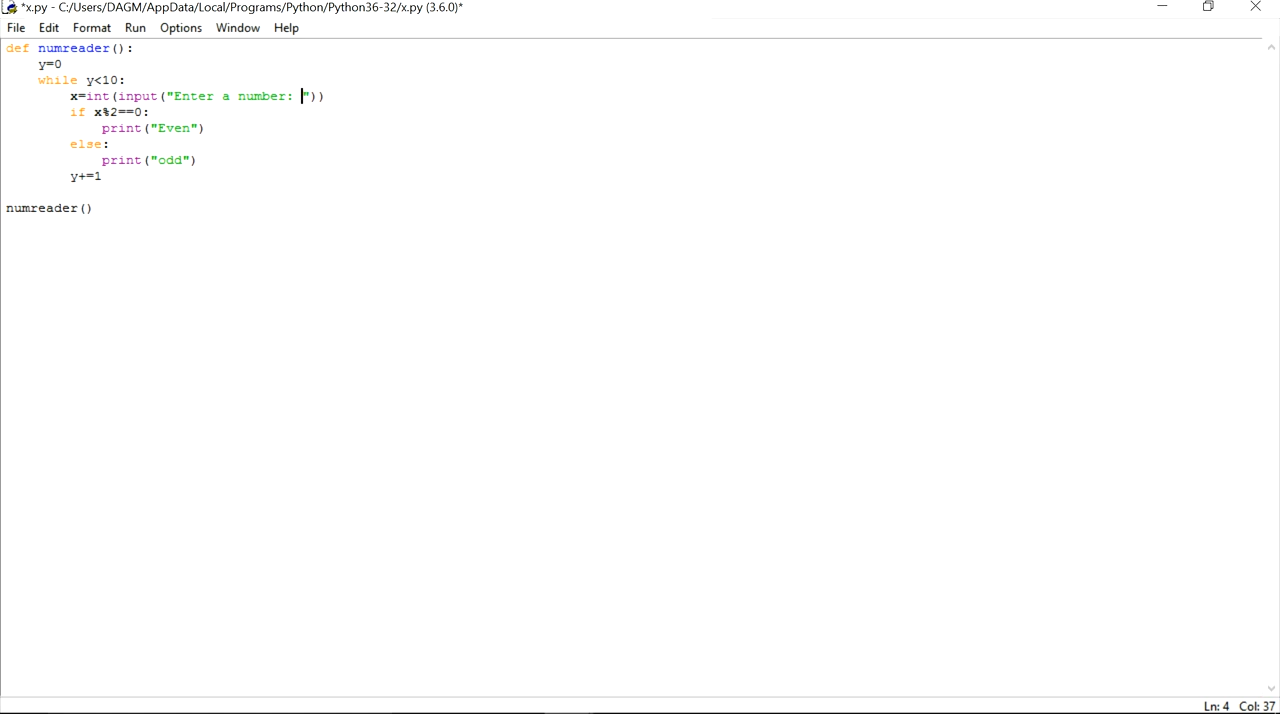 *x.py - C:/Users/DAGM/AppData/Local/Programs/Python/Python36-32/x.py (3.6.0)*
File Edit Format Run Options Window Help
def numreader():
    y=0
    while y<10:
        x=int(input("Enter a number: "))
        if x%2==0:
            print("Even")
        else:
            print("odd")
        y+=1
numreader()
Ln: 4 Col: 37